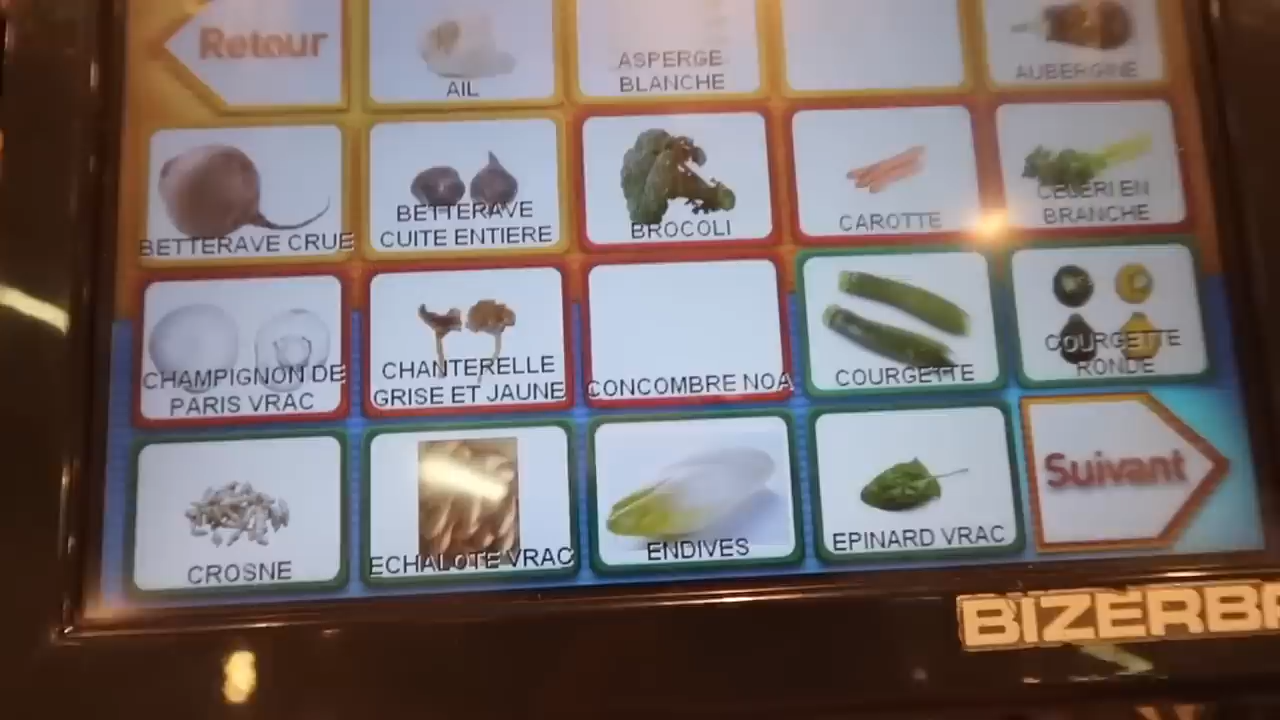 Retour
AIL
ASPERGE
BLANCHE
AUBERGINE
BETTERAVE CRUE
BETTERAVE
CUITE ENTIERE
BROCOLI
CAROTTE
CELERI EN
BRANCHE
CHAMPIGNON DE
PARIS VRAC
CHANTERELLE
GRISE ET JAUNE
CONCOMBRE NOA
COURGETTE
COURGETTE
RONDE
CROSNE
ECHALOTE VRAC
ENDIVES
EPINARD VRAC
Suivant